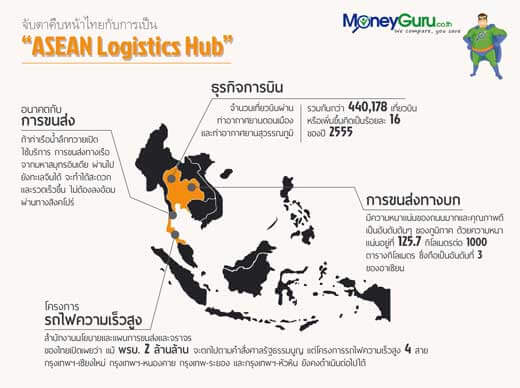 จับตาคืบหน้าไทยกับการเป็น
“ASEAN Logistics Hub”
MoneyGuru.co.th
We compare, you save
ธุรกิจการบิน
จำนวนเที่ยวบินผ่าน
ท่าอากาศยานดอนเมือง
และท่าอากาศยานสุวรรณภูมิ
รวมกันกว่า 440,178 เที่ยวบิน
หรือเพิ่มขึ้นคิดเป็นร้อยละ 16
ของปี 2555
อนาคตกับ
การขนส่ง
ถ้าท่าเรือน้ำลึกทวายเปิด
ใช้บริการ การขนส่งทางเรือ
จากมหาสมุทรอินเดีย ผ่านไป
ยังทะเลจีนใต้ จะทำได้สะดวก
และรวดเร็วขึ้น ไม่ต้องลงอ้อม
ผ่านทางสิงคโปร์
การขนส่งทางบก
มีความหนาแน่นของถนนมากและคุณภาพดี
เป็นอันดับต้นๆ ของภูมิภาค ด้วยความหนา
แน่นอยู่ที่ 125.7 กิโลเมตรต่อ 1000
ตารางกิโลเมตร ซึ่งถือเป็นอันดับที่ 3
ของอาเซียน
โครงการ
รถไฟความเร็วสูง
สำนักงานนโยบายและแผนการขนส่งและจราจร
ของไทยเปิดเผยว่า แม้ พรบ. 2 ล้านล้าน จะตกไปตามคำสั่งศาลรัฐธรรมนูญ แต่โครงการรถไฟความเร็วสูง 4 สาย
กรุงเทพฯ-เชียงใหม่ กรุงเทพฯ-หนองคาย กรุงเทพ-ระยอง และกรุงเทพฯ-หัวหิน ยังคงดำเนินต่อไปได้